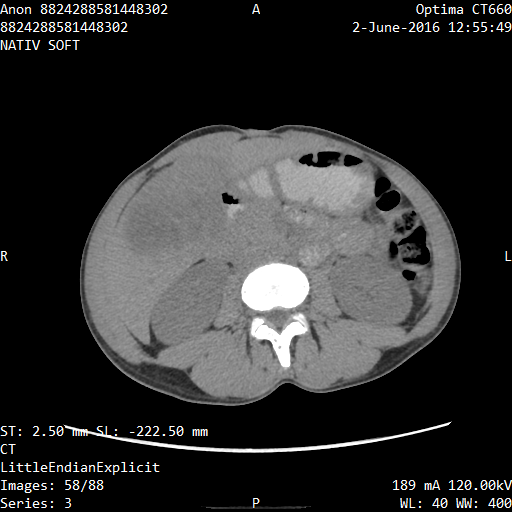 Anon 8824288581448302
A
Optima CT660
8824288581448302
2-June-2016 12:55:49
NATIV SOFT
R
L
ST: 2.50 mm SL: -222.50 mm
CT
LittleEndianExplicit
Images: 58/88
189 mA 120.00kV
Series: 3
P
WL: 40 WW: 400